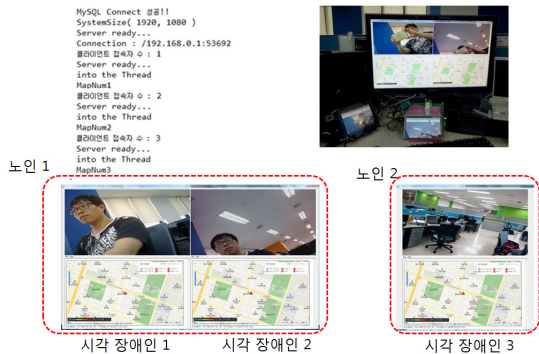 MySQL Connect 성공!!
SystemSize( 1920, 1080 )
Server ready...
Connection : /192.168.0.1:53692
클라이언트 접속자 수 : 1
Server ready...
into the Thread
MapNum1
클라이언트 접속자 수 : 2
Server ready...
into the Thread
MapNum2
클라이언트 접속자 수 : 3
Server ready...
into the Thread
MapNum3
노인 1
노인 2
시각 장애인 1
시각 장애인 2
시각 장애인 3